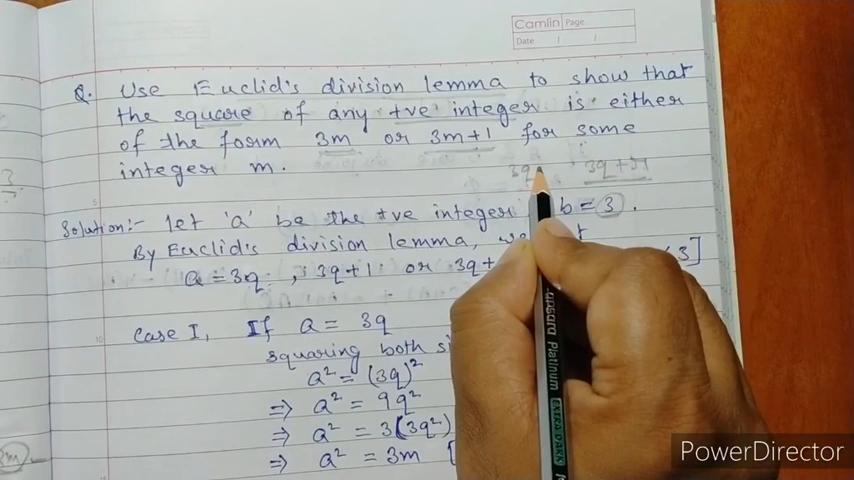 Camlin Page
Date / /
Q. Use Euclid's division lemma to show that
the square of any +ve integer is either
of the form 3m or 3m+1 for some
integer m.
3q 3q+
Solution:- let 'a' be the +ve integer b = 3.
By Euclid's division lemma,
a = 3q, 3q+1 or 3q+ 3]
Case I, If a = 3q
squaring both si
a² = (3q)²
⇒ a² = 9q²
⇒ a² = 3(3q²)
⇒ a² = 3m [
3m
PowerDirector